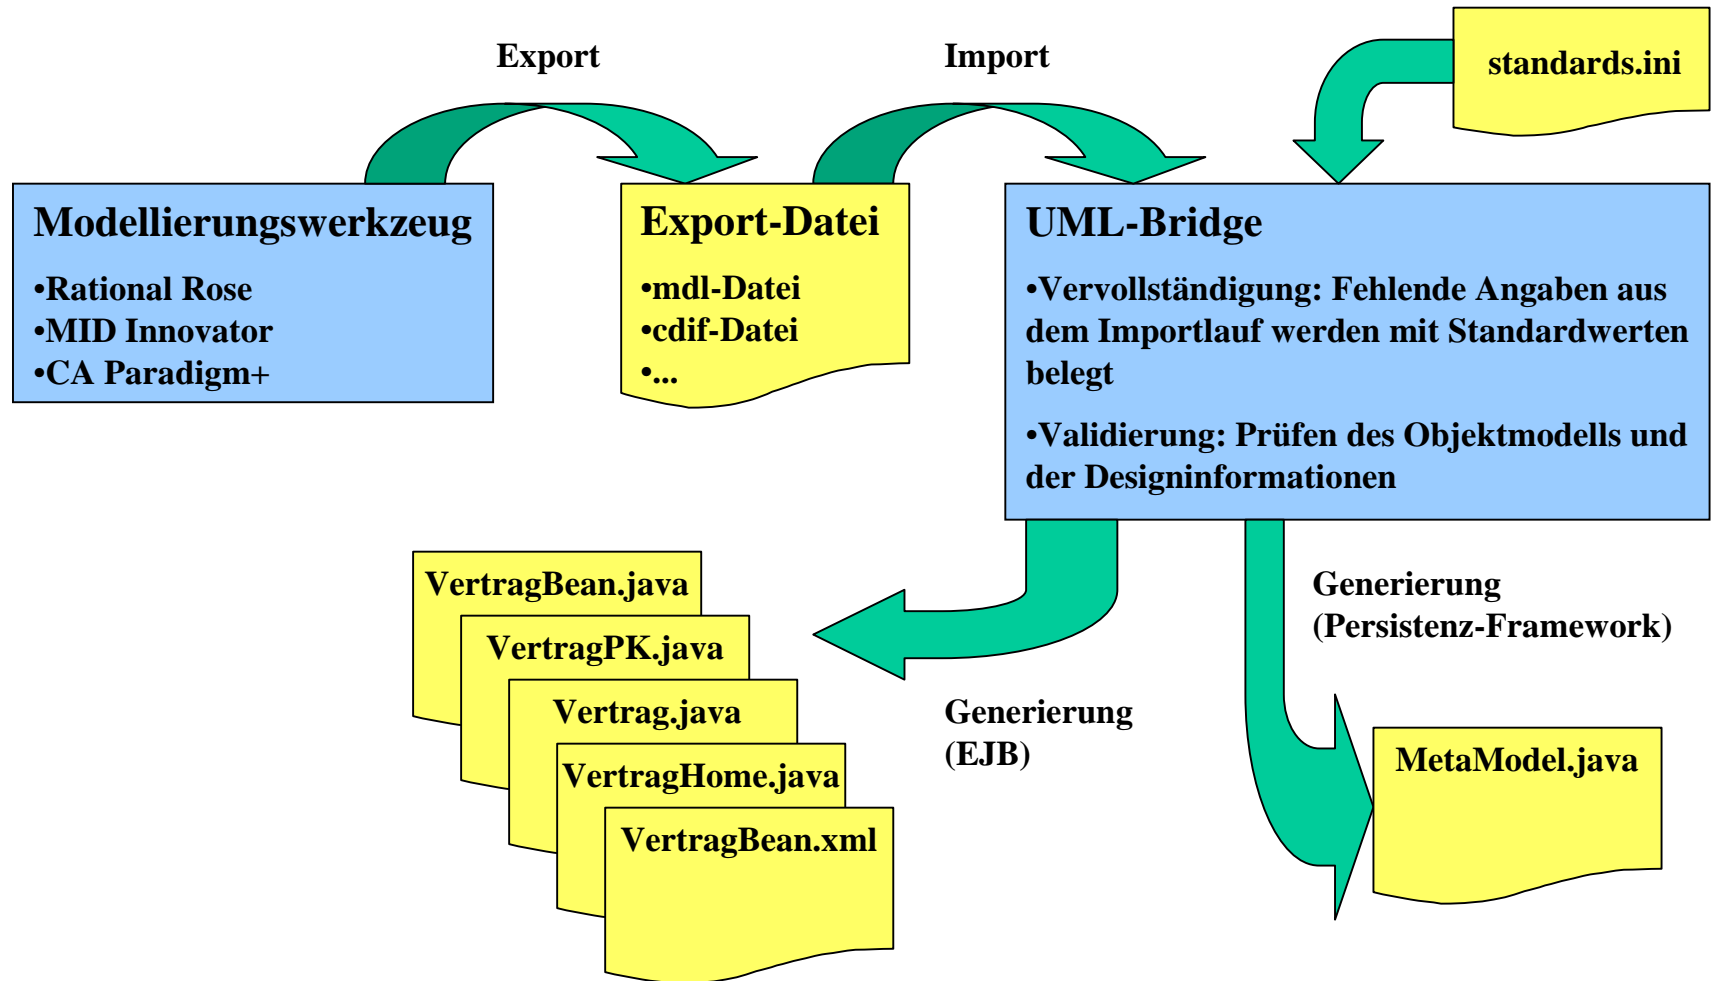 Export
Import
standards.ini
Modellierungswerkzeug
•Rational Rose
•MID Innovator
•CA Paradigm+
Export-Datei
•mdl-Datei
•cdif-Datei
•...
UML-Bridge
•Vervollständigung: Fehlende Angaben aus
dem Importlauf werden mit Standardwerten
belegt
•Validierung: Prüfen des Objektmodells und
der Designinformationen
VertragBean.java
VertragPK.java
Vertrag.java
VertragHome.java
VertragBean.xml
Generierung
(EJB)
Generierung
(Persistenz-Framework)
MetaModel.java